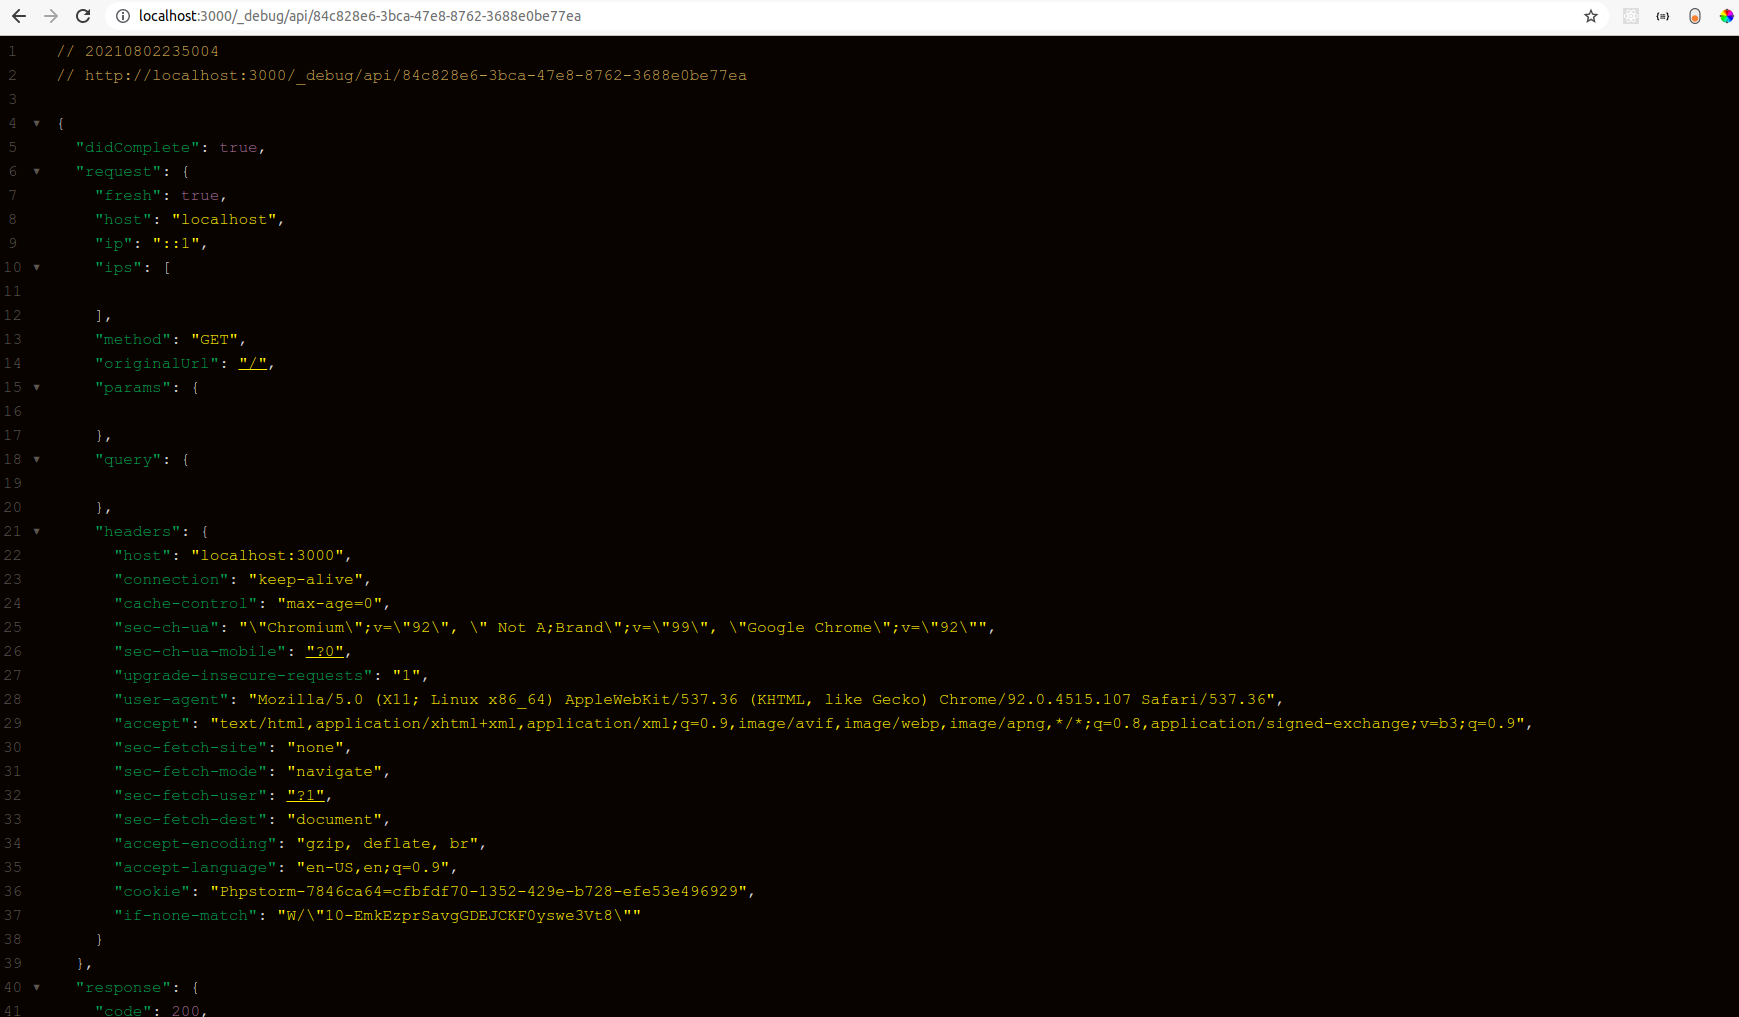 localhost:3000/_debug/api/84c828e6-3bca-47e8-8762-3688e0be77ea
1 // 20210802235004
2 // http://localhost:3000/_debug/api/84c828e6-3bca-47e8-8762-3688e0be77ea
3
4 {
5 "didComplete": true,
6 "request": {
7 "fresh": true,
8 "host": "localhost",
9 "ip": "::1",
10 "ips": [
11
12 ],
13 "method": "GET",
14 "originalUrl": "/",
15 "params": {
16
17 },
18 "query": {
19
20 },
21 "headers": {
22 "host": "localhost:3000",
23 "connection": "keep-alive",
24 "cache-control": "max-age=0",
25 "sec-ch-ua": "\"Chromium\";v=\"92\", \" Not A;Brand\";v=\"99\", \"Google Chrome\";v=\"92\"",
26 "sec-ch-ua-mobile": "?0",
27 "upgrade-insecure-requests": "1",
28 "user-agent": "Mozilla/5.0 (X11; Linux x86_64) AppleWebKit/537.36 (KHTML, like Gecko) Chrome/92.0.4515.107 Safari/537.36",
29 "accept": "text/html,application/xhtml+xml,application/xml;q=0.9,image/avif,image/webp,image/apng,*/*;q=0.8,application/signed-exchange;v=b3;q=0.9",
30 "sec-fetch-site": "none",
31 "sec-fetch-mode": "navigate",
32 "sec-fetch-user": "?1",
33 "sec-fetch-dest": "document",
34 "accept-encoding": "gzip, deflate, br",
35 "accept-language": "en-US,en;q=0.9",
36 "cookie": "Phpstorm-7846ca64=cfbfdf70-1352-429e-b728-efe53e496929",
37 "if-none-match": "W/\"10-EmkEzprSavgGDEJCKF0yswe3Vt8\""
38 }
39 },
40 "response": {
41 "code": 200,